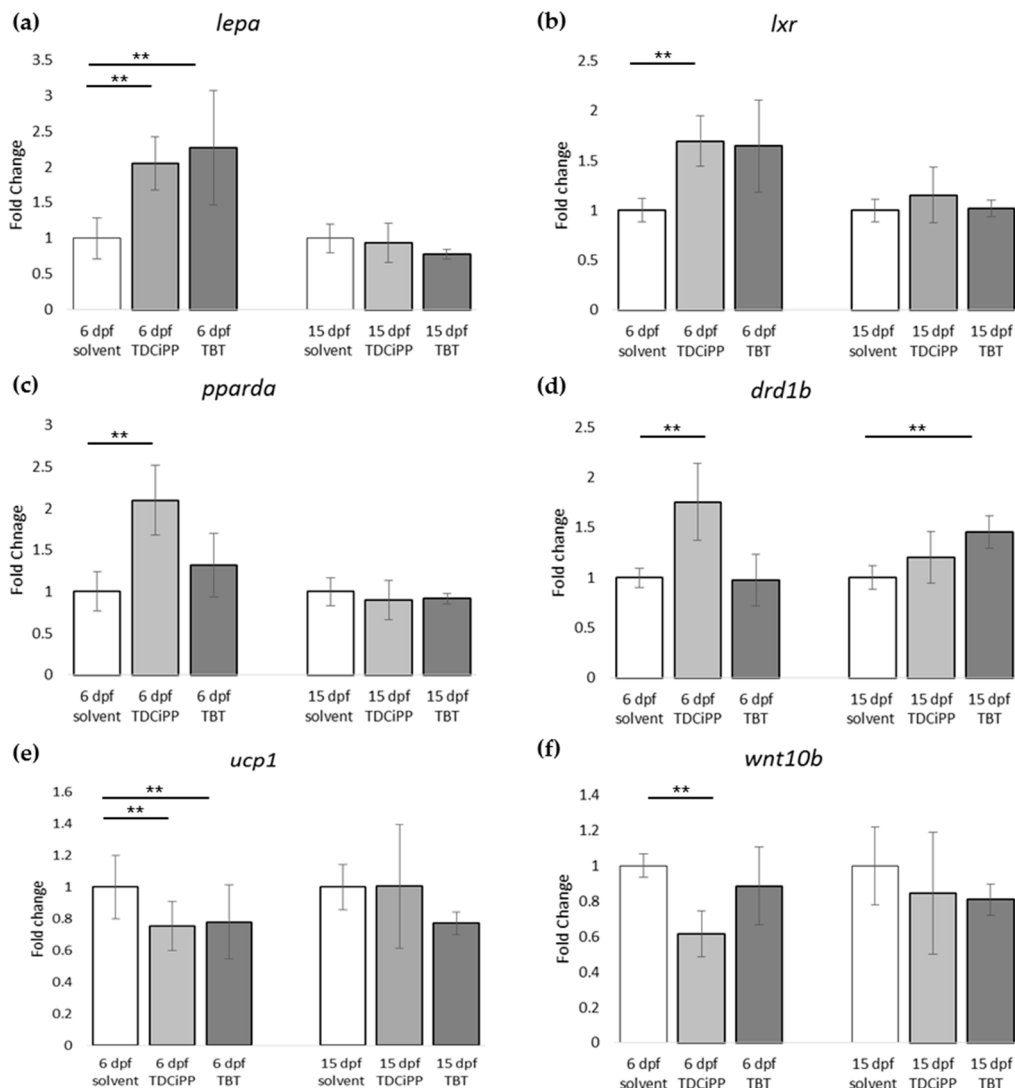 (a)
lepa
**
**
Fold Change
3.5
3
2.5
2
1.5
1
0.5
0
6 dpf 6 dpf 6 dpf 15 dpf 15 dpf 15 dpf
solvent TDCiPP TBT solvent TDCiPP TBT
(b)
lxr
**
Fold change
2.5
2
1.5
1
0.5
0
6 dpf 6 dpf 6 dpf 15 dpf 15 dpf 15 dpf
solvent TDCiPP TBT solvent TDCiPP TBT
(c)
pparda
**
Fold Chnage
3
2.5
2
1.5
1
0.5
0
6 dpf 6 dpf 6 dpf 15 dpf 15 dpf 15 dpf
solvent TDCiPP TBT solvent TDCiPP TBT
(d)
drd1b
** **
Fold change
2.5
2
1.5
1
0.5
0
6 dpf 6 dpf 6 dpf 15 dpf 15 dpf 15 dpf
solvent TDCiPP TBT solvent TDCiPP TBT
(e)
ucp1
**
**
Fold change
1.6
1.4
1.2
1
0.8
0.6
0.4
0.2
0
6 dpf 6 dpf 6 dpf 15 dpf 15 dpf 15 dpf
solvent TDCiPP TBT solvent TDCiPP TBT
(f)
wnt10b
**
Fold change
1.4
1.2
1
0.8
0.6
0.4
0.2
0
6 dpf 6 dpf 6 dpf 15 dpf 15 dpf 15 dpf
solvent TDCiPP TBT solvent TDCiPP TBT